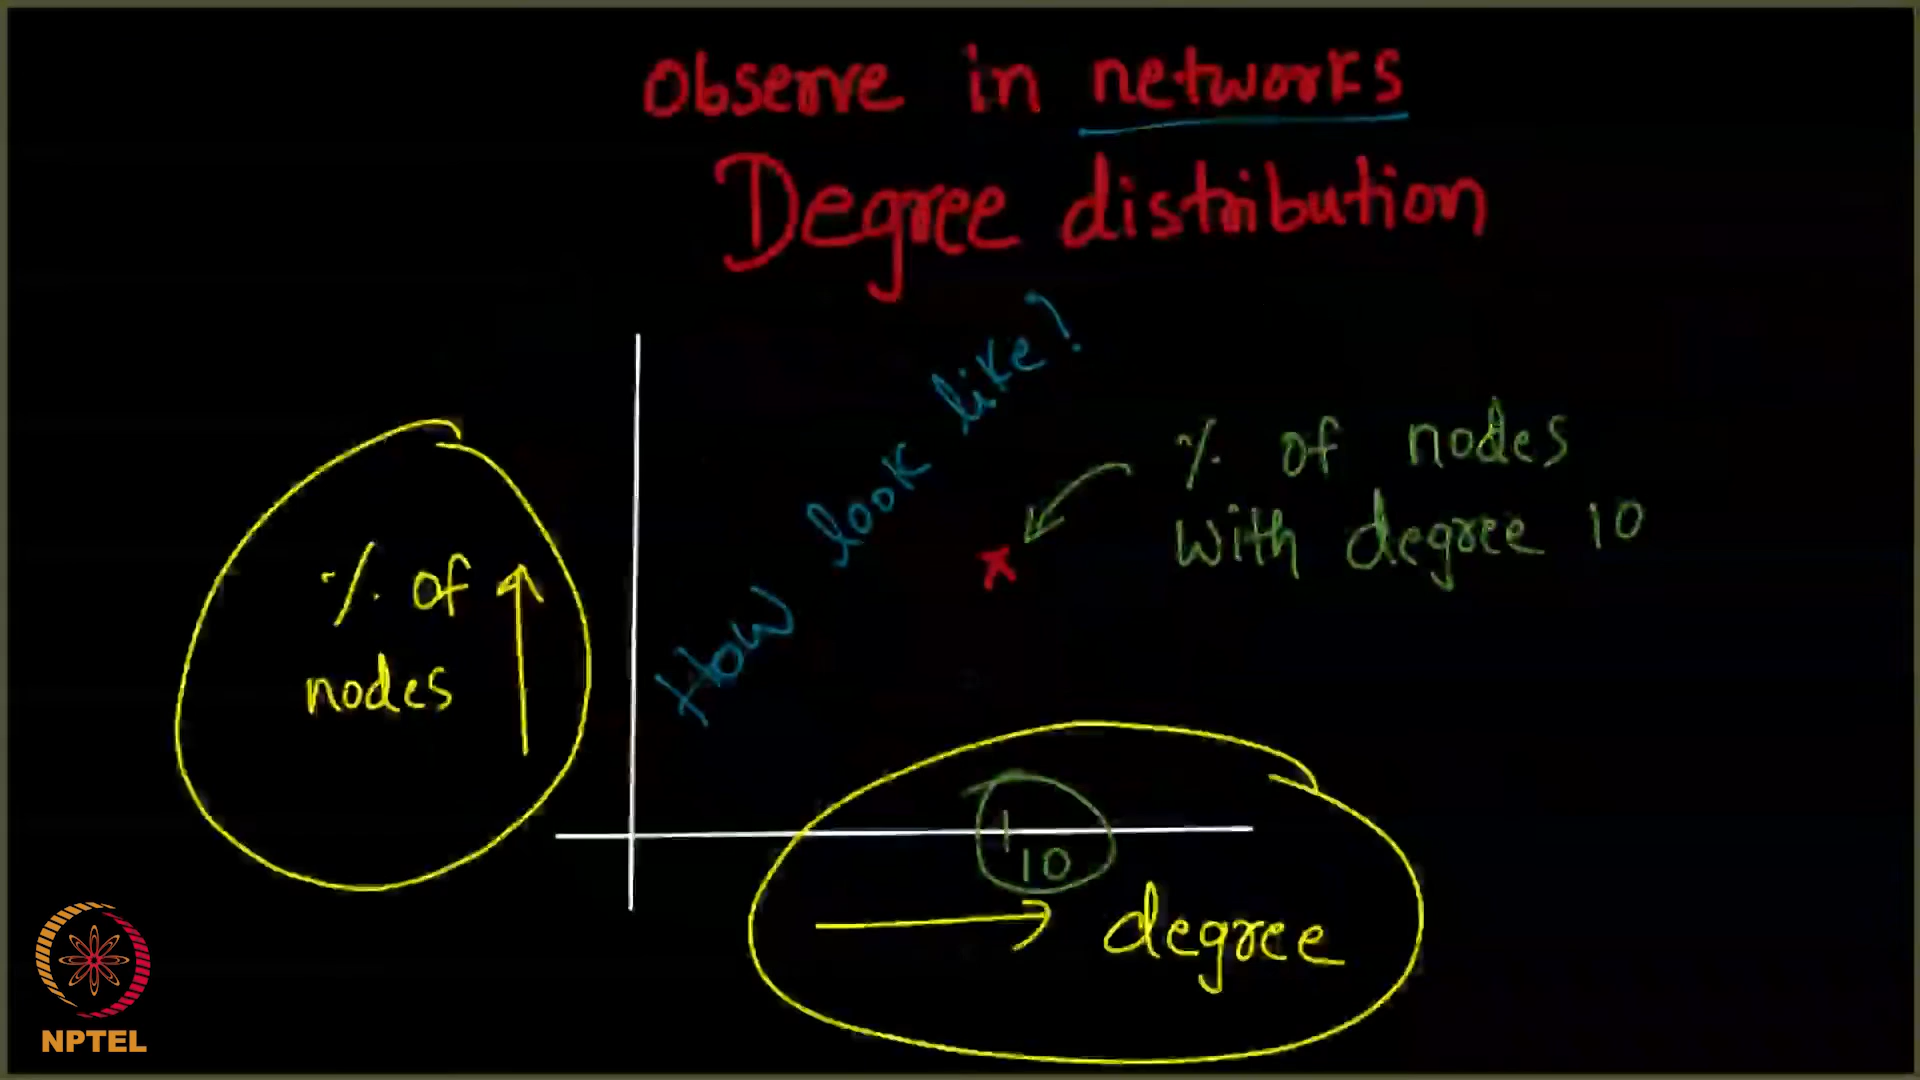 observe in networks
Degree distribution
How look like?
% of nodes
with degree 10
% of
nodes
10
degree
NPTEL